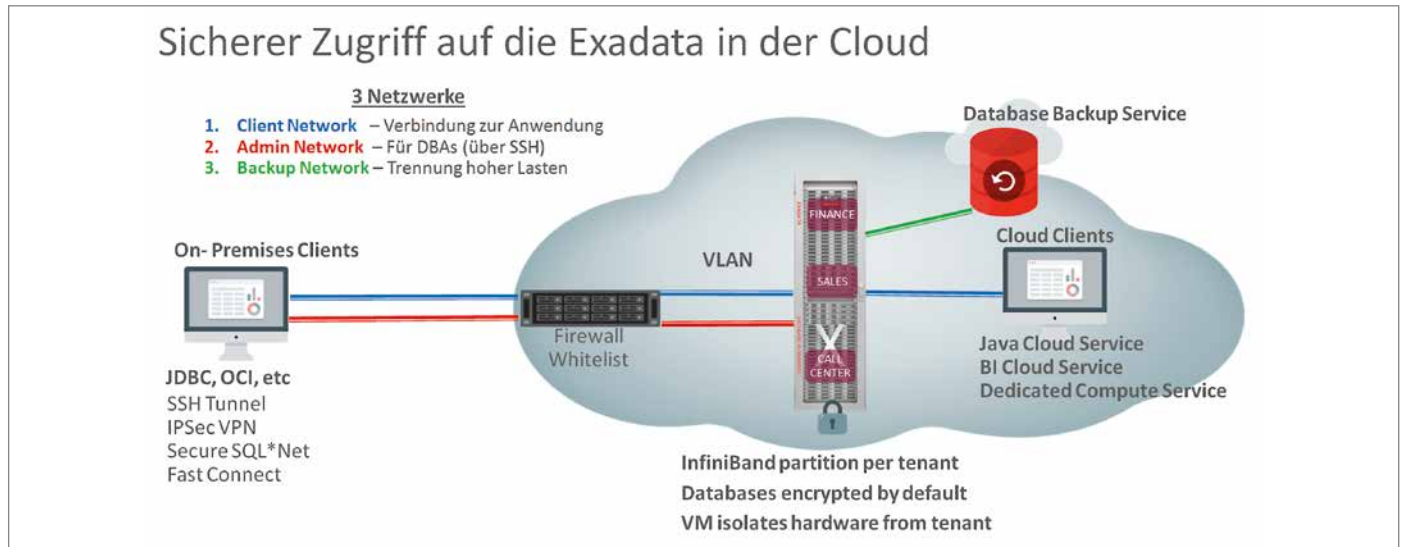 Sicherer Zugriff auf die Exadata in der Cloud
3 Netzwerke
1. Client Network – Verbindung zur Anwendung
2. Admin Network – Für DBAs (über SSH)
3. Backup Network – Trennung hoher Lasten
Database Backup Service
On- Premises Clients
VLAN
FINANCE
SALES
CALL
CENTER
Cloud Clients
Firewall
Whitelist
JDBC, OCI, etc
SSH Tunnel
IPSec VPN
Secure SQL*Net
Fast Connect
Java Cloud Service
BI Cloud Service
Dedicated Compute Service
InfiniBand partition per tenant
Databases encrypted by default
VM isolates hardware from tenant